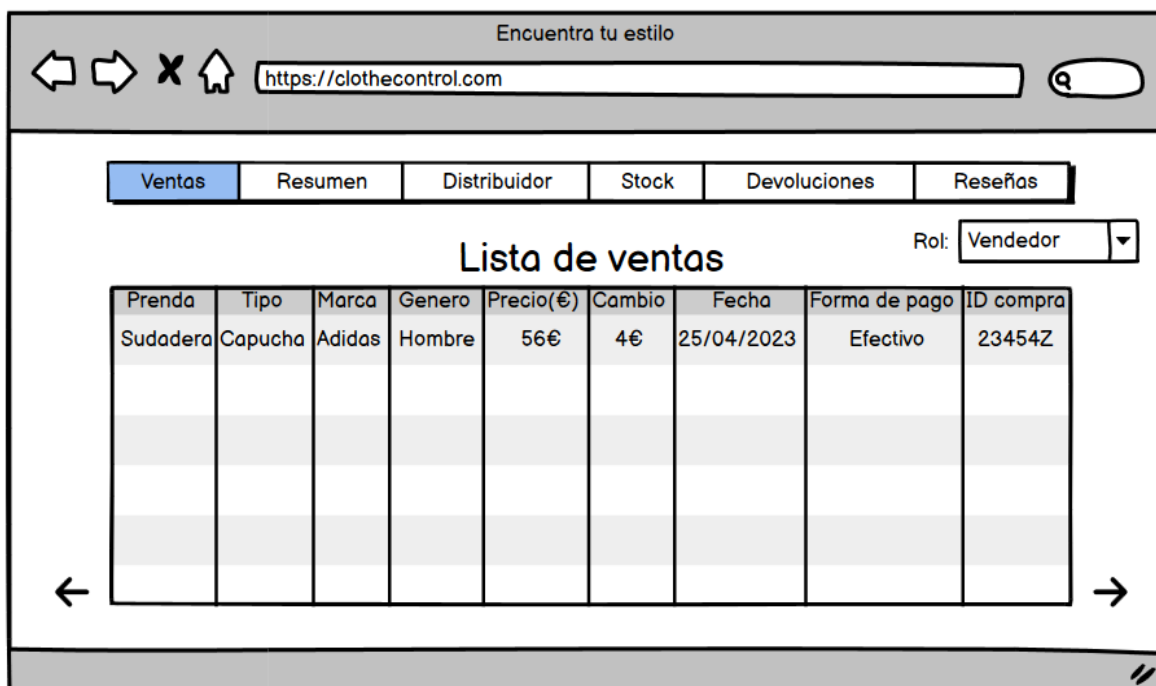 Encuentra tu estilo
https://clothecontrol.com
Ventas Resumen Distribuidor Stock Devoluciones Reseñas
Rol: Vendedor
Lista de ventas
Prenda Tipo Marca Genero Precio(€) Cambio Fecha Forma de pago ID compra
Sudadera Capucha Adidas Hombre 56€ 4€ 25/04/2023 Efectivo 23454Z